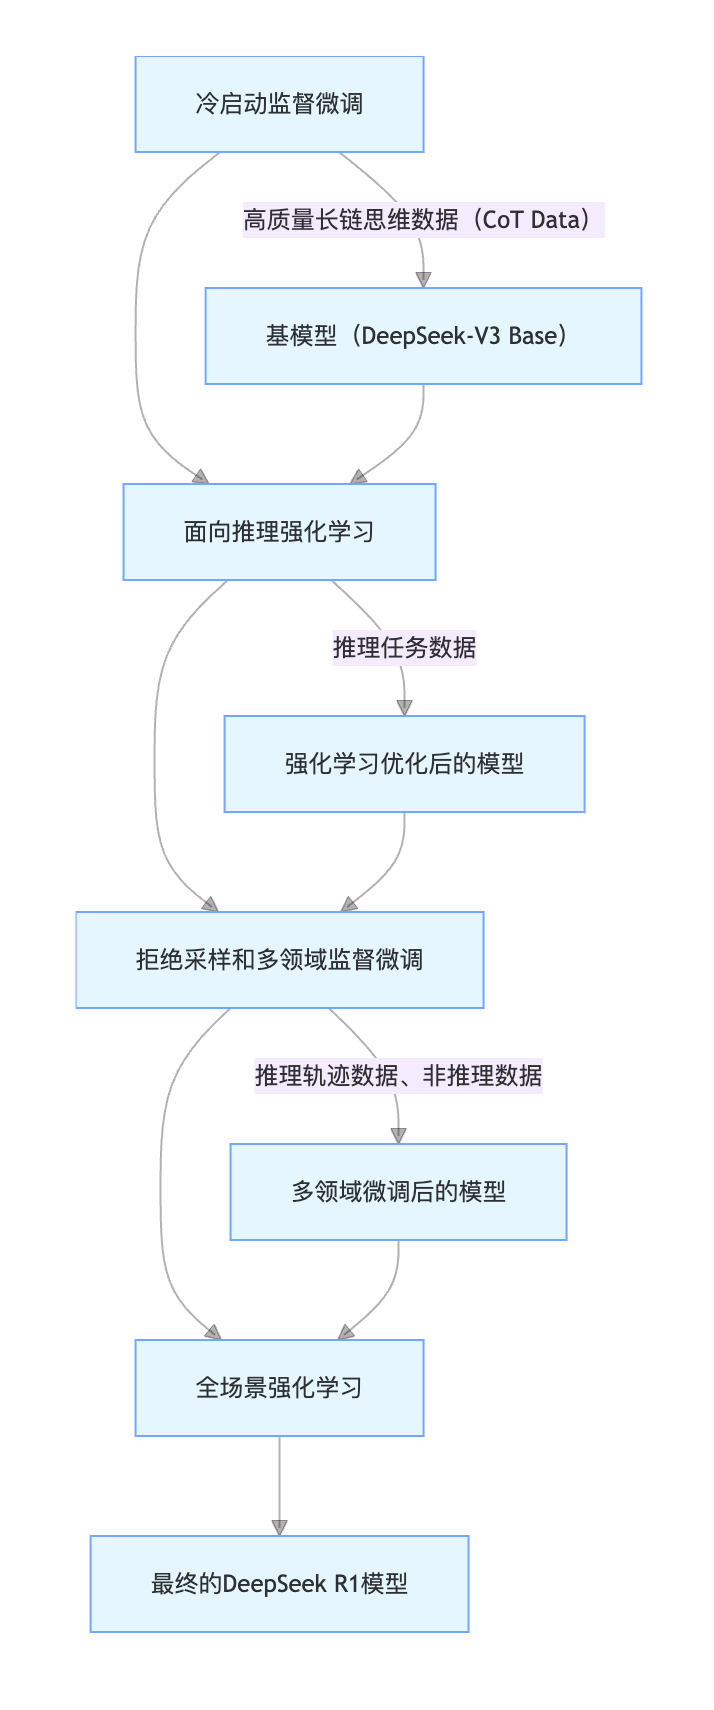 冷启动监督微调
高质量长链思维数据（CoT Data）
基模型（DeepSeek-V3 Base）
面向推理强化学习
推理任务数据
强化学习优化后的模型
拒绝采样和多领域监督微调
推理轨迹数据、非推理数据
多领域微调后的模型
全场景强化学习
最终的DeepSeek R1模型